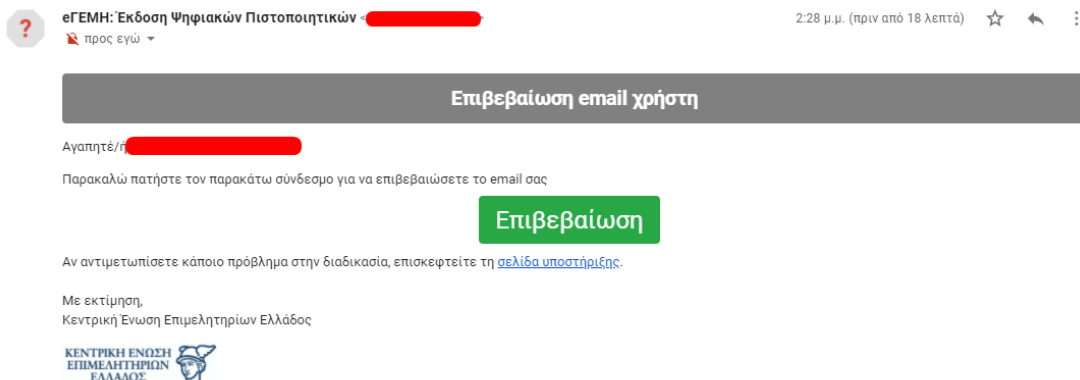 eΓΕΜΗ: Έκδοση Ψηφιακών Πιστοποιητικών <
2:28 μ.μ. (πριν από 18 λεπτά)
προς εγώ
Επιβεβαίωση email χρήστη
Αγαπητέ/ή
Παρακαλώ πατήστε τον παρακάτω σύνδεσμο για να επιβεβαιώσετε το email σας
Επιβεβαίωση
Αν αντιμετωπίσετε κάποιο πρόβλημα στην διαδικασία, επισκεφτείτε τη σελίδα υποστήριξης.
Με εκτίμηση,
Κεντρική Ένωση Επιμελητηρίων Ελλάδος
ΚΕΝΤΡΙΚΗ ΕΝΩΣΗ
ΕΠΙΜΕΛΗΤΗΡΙΩΝ
ΕΛΛΑΔΟΣ